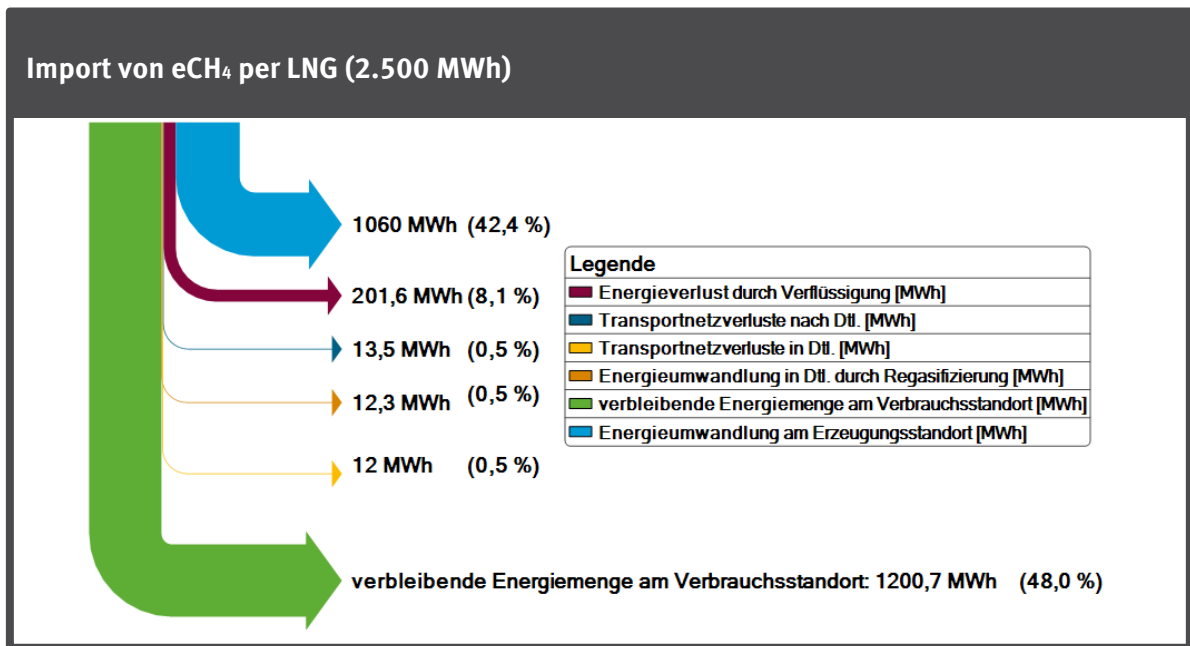 Import von eCH₄ per LNG (2.500 MWh)
1060 MWh (42,4 %)
201,6 MWh (8,1 %)
13,5 MWh (0,5 %)
12,3 MWh (0,5 %)
12 MWh (0,5 %)
Legende
Energieverlust durch Verflüssigung [MWh]
Transportnetzverluste nach Dtl. [MWh]
Transportnetzverluste in Dtl. [MWh]
Energieumwandlung in Dtl. durch Regasifizierung [MWh]
verbleibende Energiemenge am Verbrauchsstandort [MWh]
Energieumwandlung am Erzeugungsstandort [MWh]
verbleibende Energiemenge am Verbrauchsstandort: 1200,7 MWh (48,0 %)